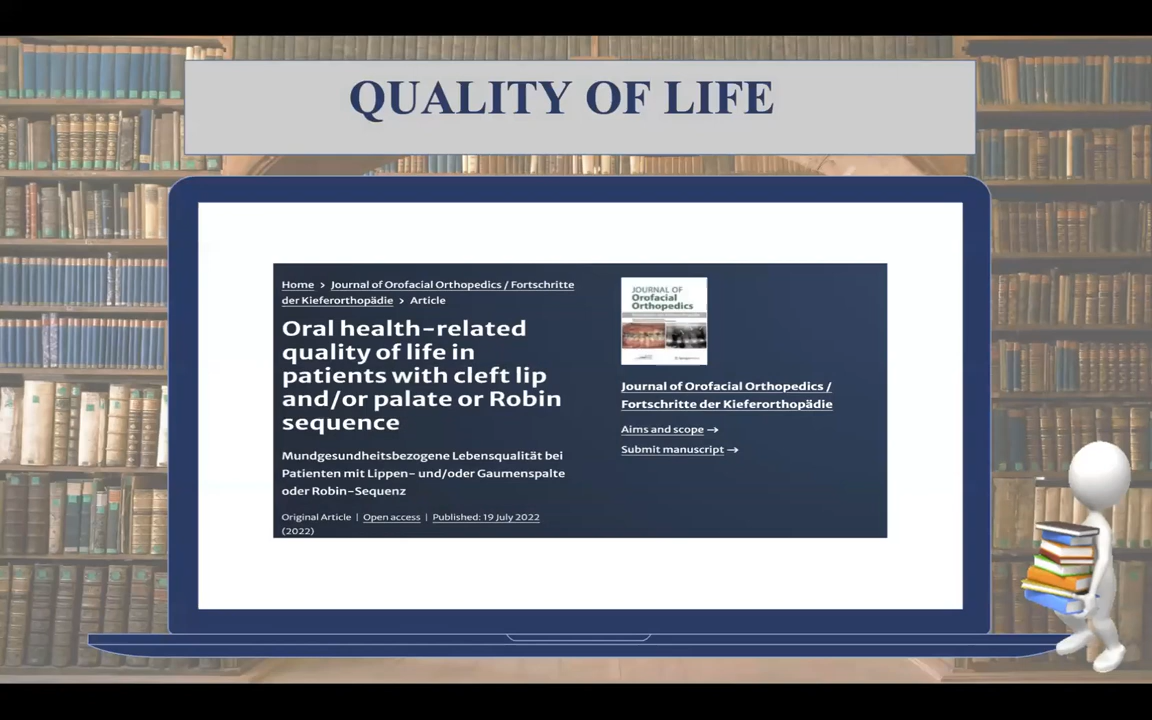 QUALITY OF LIFE
Home > Journal of Orofacial Orthopedics / Fortschritte
der Kieferorthopädie > Article
Oral health-related
quality of life in
patients with cleft lip
and/or palate or Robin
sequence
Mundgesundheitsbezogene Lebensqualität bei
Patienten mit Lippen- und/oder Gaumenspalte
oder Robin-Sequenz
Original Article | Open access | Published: 19 July 2022
(2022)
JOURNAL OF
Orofacial
Orthopedics
Journal of Orofacial Orthopedics /
Fortschritte der Kieferorthopädie
Aims and scope →
Submit manuscript →